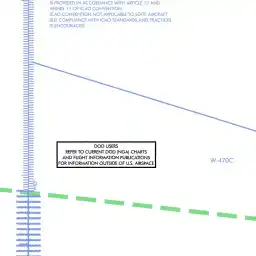 IS PROVIDED IN ACCORDANCE WITH ARTICLE 12 AND
ANNEX 11 OF ICAO CONVENTION.
ICAO CONVENTION NOT APPLICABLE TO STATE AIRCRAFT
BUT COMPLIANCE WITH ICAO STANDARDS AND PRACTICES
IS ENCOURAGED.
DOD USERS
REFER TO CURRENT DOD (NGA) CHARTS
AND FLIGHT INFORMATION PUBLICATIONS
FOR INFORMATION OUTSIDE OF U.S. AIRSPACE
W-470C